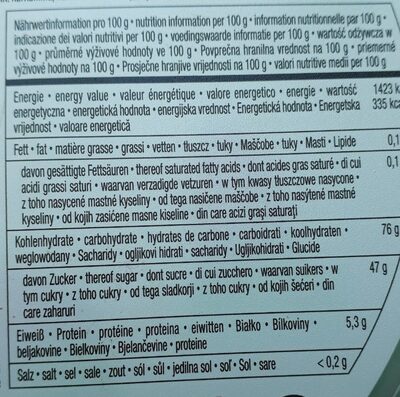 Nährwertinformation pro 100 g • nutrition information per 100 g • information nutritionnelle par 100 g •
indicazione dei valori nutritivi per 100 g • voedingswaarde informatie per 100 g • wartość odżywcza w
100 g • průměrné výživové hodnoty ve 100 g • Povprečna hranilna vrednost na 100 g • priemerné
výživové hodnoty na 100 g • Prosječne hranjive vrijednosti na 100 g • valori nutritive medii per 100 g
Energie • energy value • valeur énergétique • valore energetico • energie • wartość 1423
energetyczna • energetická hodnota • energijska vrednost • Energetická hodnota • Energetska 335
vrijednost • valoare energetică
Fett • fat • matière grasse • grassi • vetten • tłuszcz • tuky • Maščobe • tuky • Masti • Lipide 0,1
davon gesättigte Fettsäuren • thereof saturated fatty acids • dont acides gras saturé • di cui 0,1
acidi grassi saturi • waarvan verzadigde vetzuren • w tym kwasy tłuszczowe nasycone •
z toho nasycené mastné kyseliny • od tega nasičene maščobe • z toho nasýtené mastné
kyseliny • od kojih zasićene masne kiseline • din care acizi grași saturați
Kohlenhydrate • carbohydrate • hydrates de carbone • carboidrati • koolhydraten • 76 g
węglowodany • Sacharidy • ogljikovi hidrati • sacharidy • Ugljikohidrati • Glucide
davon Zucker • thereof sugar • dont sucre • di cui zucchero • waarvan suikers • w 47 g
tym cukry • z toho cukry • od tega sladkorji • z toho cukry • od kojih šećeri • din
care zaharuri
Eiweiß • Protein • protéine • proteina • eiwitten • Białko • Bílkoviny • 5,3 g
beljakovine • Bielkoviny • Bjelančevine • proteine
Salz • salt • sel • sale • zout • sól • sůl • jedilna sol • soľ • Sol • sare <0,2 g